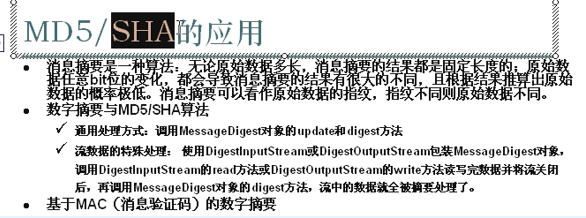 MD5/SHA的应用
消息摘要是一种算法：无论原始数据多长，消息摘要的结果都是固定长度的；原始数
据任意bit位的变化，都会导致消息摘要的结果有很大的不同，且根据结果推算出原始
数据的概率极低。消息摘要可以看作原始数据的指纹，指纹不同则原始数据不同。
数字摘要与MD5/SHA算法
通用处理方式：调用MessageDigest对象的update和digest方法
流数据的特殊处理： 使用DigestInputStream或DigestOutputStream包装MessageDigest对象，
调用DigestInputStream的read方法或DigestOutputStream的write方法读写完数据并将流关闭
后，再调用MessageDigest对象的digest方法，流中的数据就全被摘要处理了。
基于MAC（消息验证码）的数字摘要